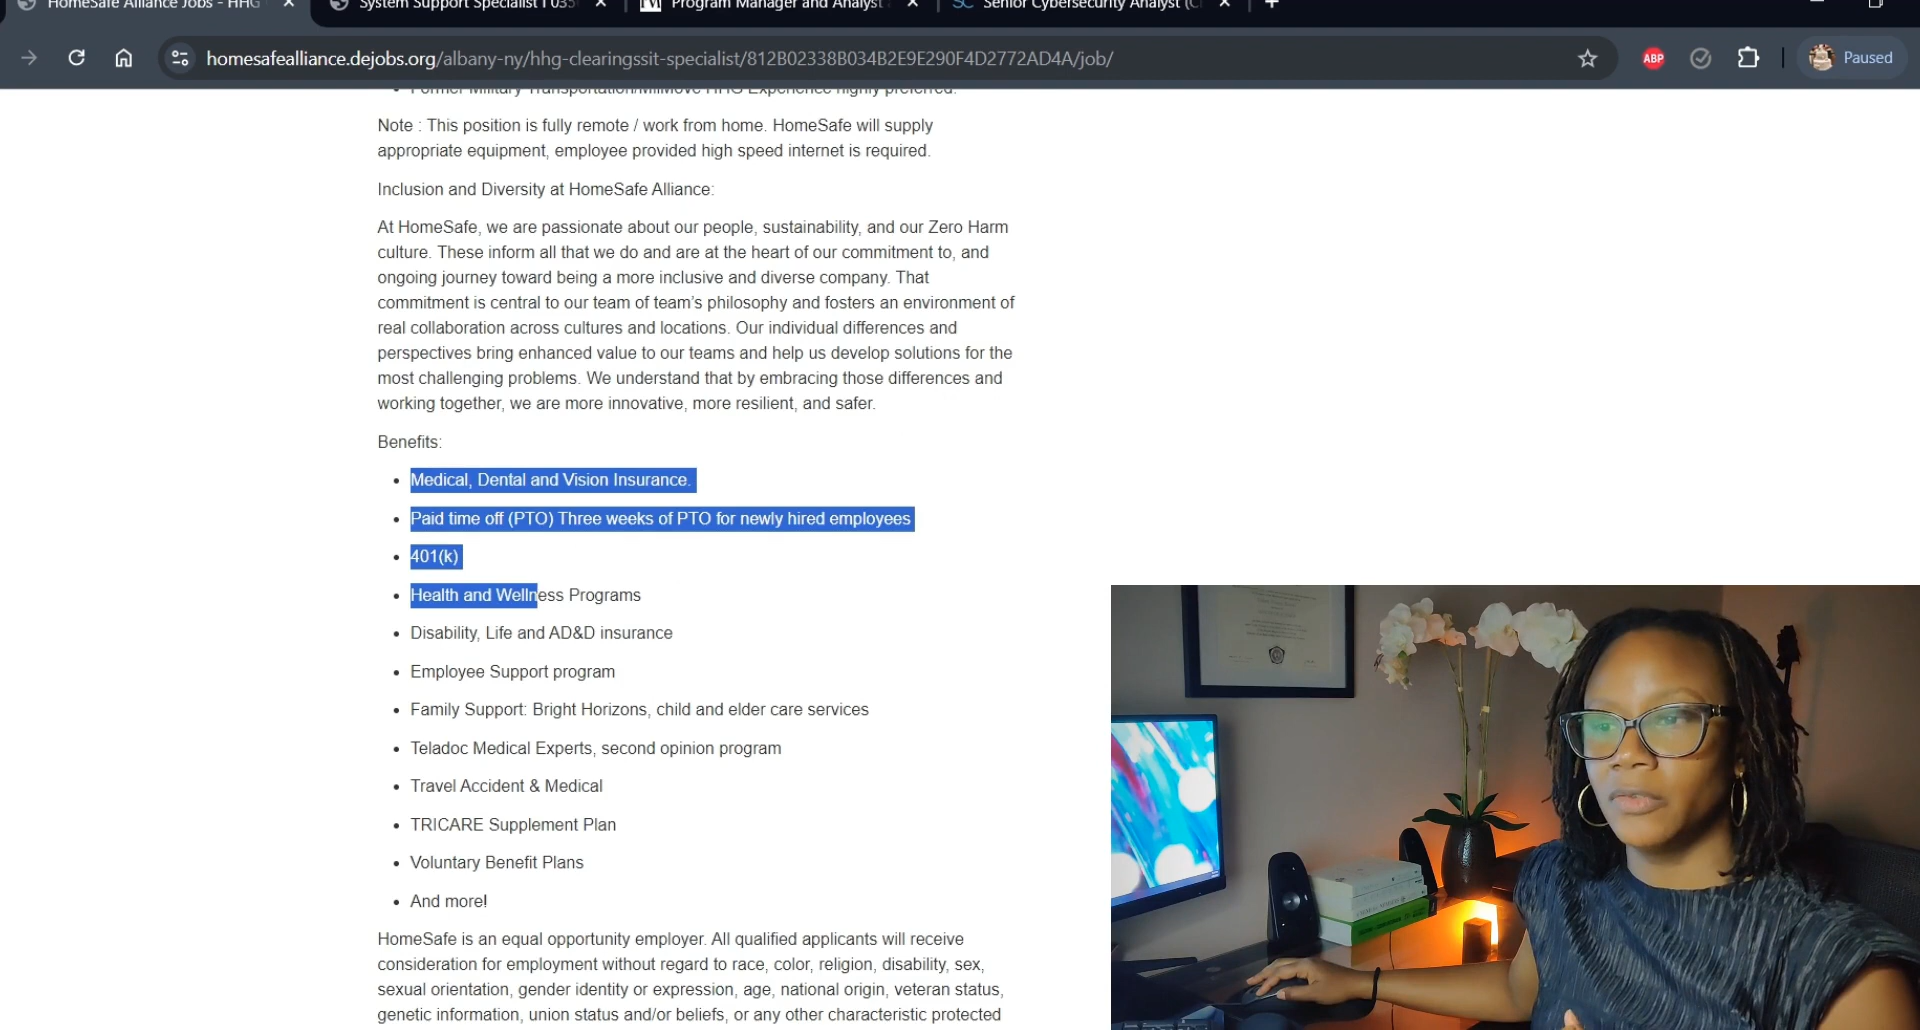 HomeSafe Alliance Jobs - HHG
System Support Specialist I 035
Program Manager and Analyst
SC Senior Cybersecurity Analyst (C
homesafealliance.dejobs.org/albany-ny/hhg-clearingssit-specialist/812B02338B034B2E9E290F4D2772AD4A/job/
ABP
Paused
Former Military Transportation/MilMove HHG Experience highly preferred.
Note : This position is fully remote / work from home. HomeSafe will supply
appropriate equipment, employee provided high speed internet is required.
Inclusion and Diversity at HomeSafe Alliance:
At HomeSafe, we are passionate about our people, sustainability, and our Zero Harm
culture. These inform all that we do and are at the heart of our commitment to, and
ongoing journey toward being a more inclusive and diverse company. That
commitment is central to our team of team’s philosophy and fosters an environment of
real collaboration across cultures and locations. Our individual differences and
perspectives bring enhanced value to our teams and help us develop solutions for the
most challenging problems. We understand that by embracing those differences and
working together, we are more innovative, more resilient, and safer.
Benefits:
Medical, Dental and Vision Insurance.
Paid time off (PTO) Three weeks of PTO for newly hired employees
401(k)
Health and Wellness Programs
Disability, Life and AD&D insurance
Employee Support program
Family Support: Bright Horizons, child and elder care services
Teladoc Medical Experts, second opinion program
Travel Accident & Medical
TRICARE Supplement Plan
Voluntary Benefit Plans
And more!
HomeSafe is an equal opportunity employer. All qualified applicants will receive
consideration for employment without regard to race, color, religion, disability, sex,
sexual orientation, gender identity or expression, age, national origin, veteran status,
genetic information, union status and/or beliefs, or any other characteristic protected